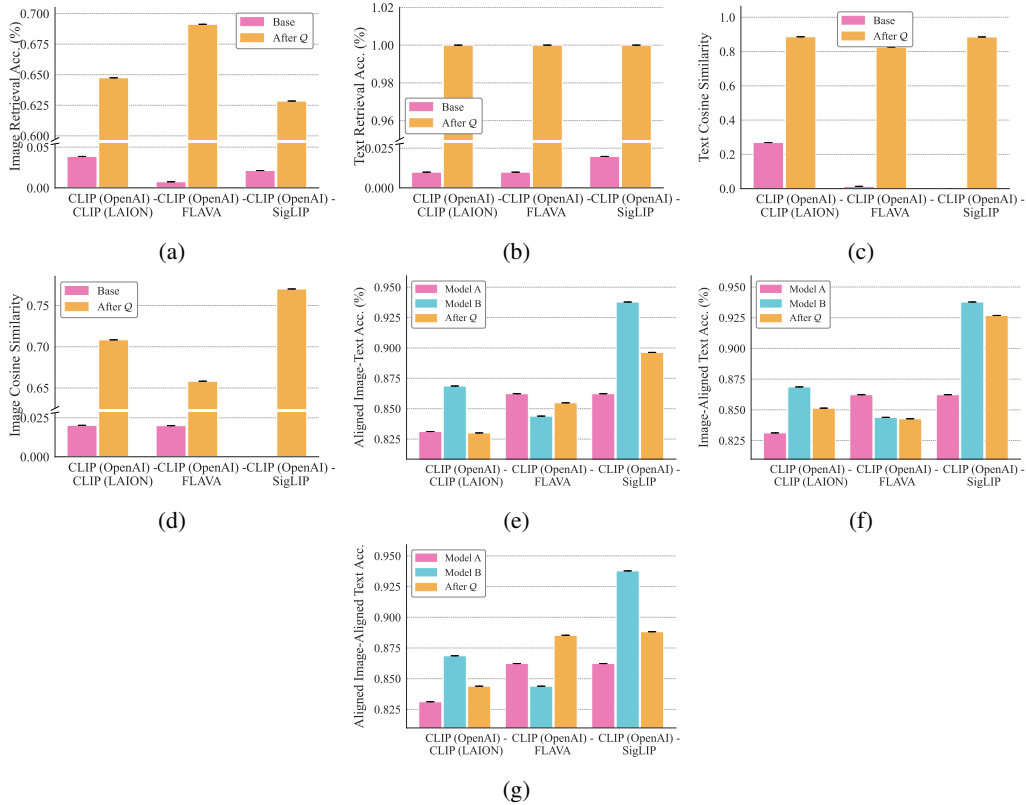 Image Retrieval Acc. (%)
0.700
0.675
0.650
0.625
0.600
0.05
0.00
Base
After Q
CLIP (OpenAI) -
CLIP (LAION)
CLIP (OpenAI) -
FLAVA
CLIP (OpenAI) -
SigLIP
(a)
Text Retrieval Acc. (%)
1.00
0.98
0.96
0.025
0.000
Base
After Q
CLIP (OpenAI) -
CLIP (LAION)
CLIP (OpenAI) -
FLAVA
CLIP (OpenAI) -
SigLIP
(b)
Text Cosine Similarity
1.0
0.8
0.6
0.4
0.2
0.0
Base
After Q
CLIP (OpenAI) -
CLIP (LAION)
CLIP (OpenAI) -
FLAVA
CLIP (OpenAI) -
SigLIP
(c)
Image Cosine Similarity
0.75
0.70
0.65
0.025
0.000
Base
After Q
CLIP (OpenAI) -
CLIP (LAION)
CLIP (OpenAI) -
FLAVA
CLIP (OpenAI) -
SigLIP
(d)
Aligned Image-Text Acc. (%)
0.950
0.925
0.900
0.875
0.850
0.825
Model A
Model B
After Q
CLIP (OpenAI) -
CLIP (LAION)
CLIP (OpenAI) -
FLAVA
CLIP (OpenAI) -
SigLIP
(e)
Image-Aligned Text Acc. (%)
0.950
0.925
0.900
0.875
0.850
0.825
Model A
Model B
After Q
CLIP (OpenAI) -
CLIP (LAION)
CLIP (OpenAI) -
FLAVA
CLIP (OpenAI) -
SigLIP
(f)
Aligned Image-Aligned Text Acc.
0.950
0.925
0.900
0.875
0.850
0.825
Model A
Model B
After Q
CLIP (OpenAI) -
CLIP (LAION)
CLIP (OpenAI) -
FLAVA
CLIP (OpenAI) -
SigLIP
(g)